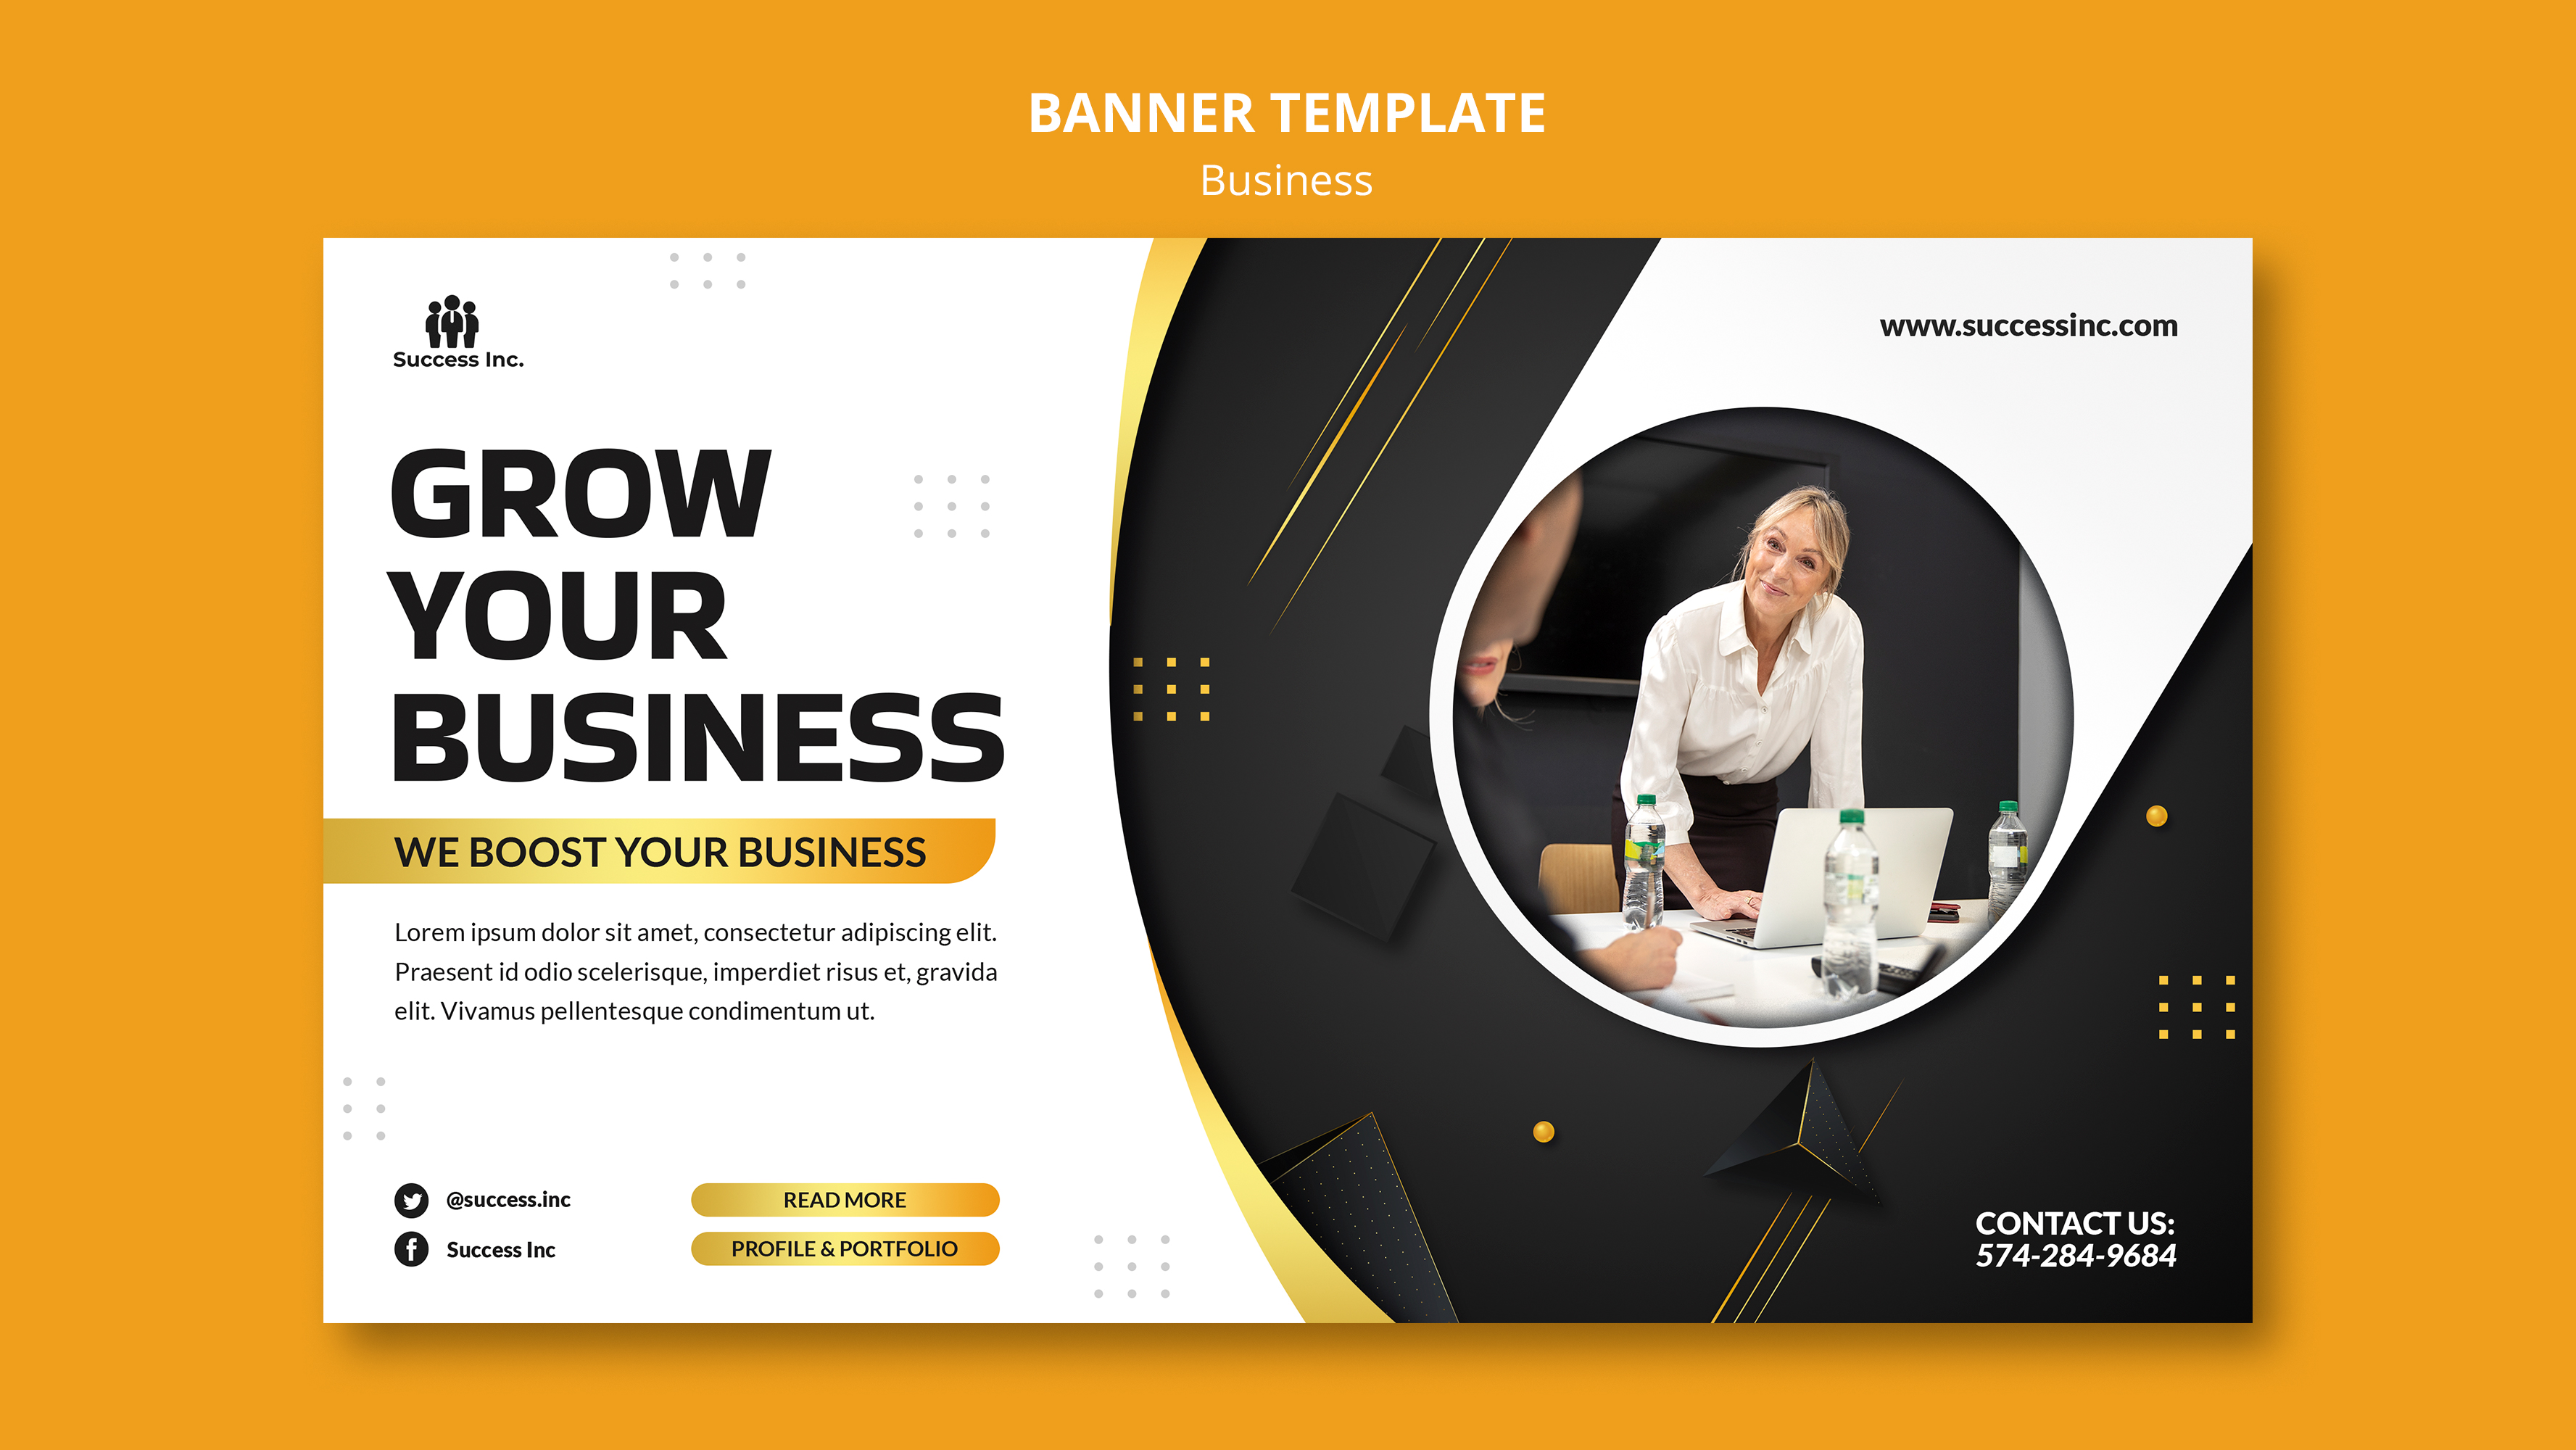 BANNER TEMPLATE
Business
Success Inc.
www.successinc.com
GROW
YOUR
BUSINESS
WE BOOST YOUR BUSINESS
Lorem ipsum dolor sit amet, consectetur adipiscing elit.
Praesent id odio scelerisque, imperdiet risus et, gravida
elit. Vivamus pellentesque condimentum ut.
@success.inc
Success Inc
READ MORE
PROFILE & PORTFOLIO
CONTACT US:
574-284-9684